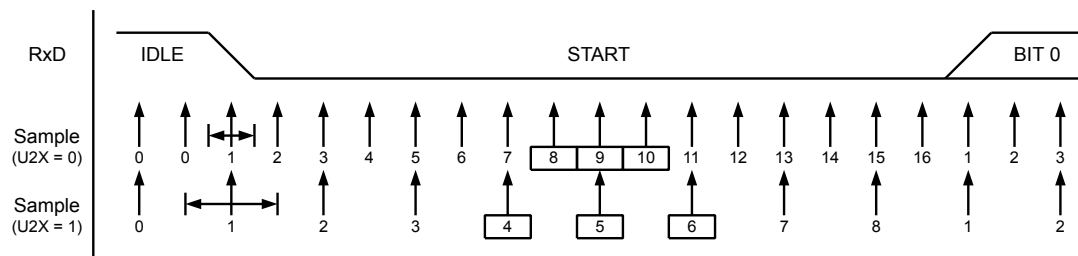 RxD IDLE START BIT 0
Sample
(U2X = 0) 0 0 1 2 3 4 5 6 7 8 9 10 11 12 13 14 15 16 1 2 3
Sample
(U2X = 1) 0 1 2 3 4 5 6 7 8 1 2